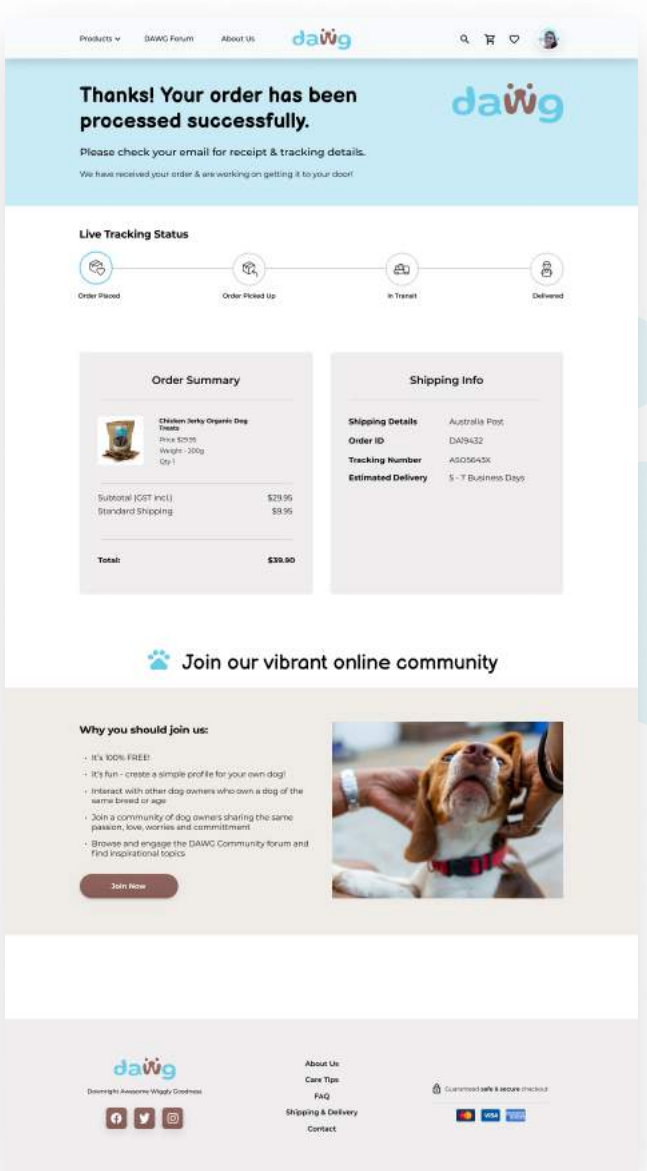 Products
DAWG Forum
About Us
dawg
Thanks! Your order has been
processed successfully.
dawg
Please check your email for receipt & tracking details.
We have received your order & are working on getting it to your door!
Live Tracking Status
Order Placed
Order Picked Up
In Transit
Delivered
Order Summary
Chicken Jerky Organic Dog
Treats
Price $29.95
Weight - 200g
Qty 1
Subtotal (GST incl.)
$29.95
Standard Shipping
$9.95
Total:
$39.90
Shipping Info
Shipping Details
Australia Post
Order ID
DA19432
Tracking Number
Estimated Delivery
5 - 7 Business Days
Join our vibrant online community
Why you should join us:
• It's 100% FREE!
• It's fun - create a simple profile for your own dog!
• Interact with other dog owners who own a dog of the
same breed or age
• Join a community of dog owners sharing the same
passion, love, worries and committment
• Browse and engage the DAWG Community forum and
find inspirational topics
Join Now
dawg
Downright Awesome Wiggly Goodness
About Us
Care Tips
FAQ
Shipping & Delivery
Contact
Guaranteed safe & secure checkout
VISA